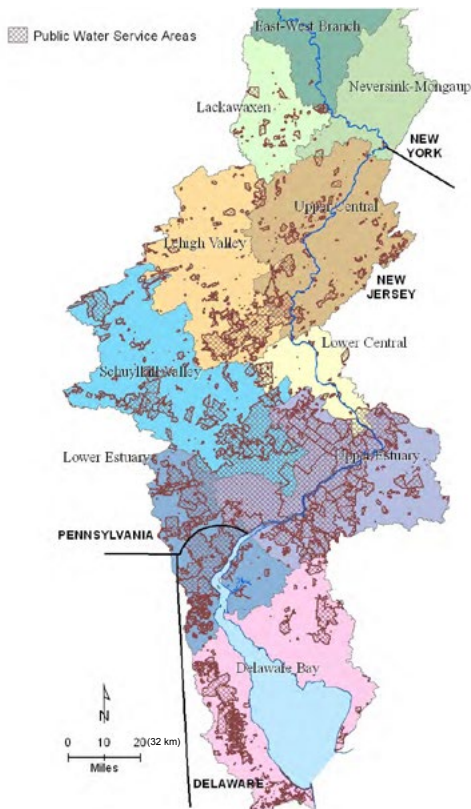 Public Water Service Areas
East-West Branch
Neversink-Mongaup
Lackawaxen
NEW
YORK
Upper Central
Lehigh Valley
NEW
JERSEY
Lower Central
Schuylkill Valley
Lower Estuary
Upper Estuary
PENNSYLVANIA
Delaware Bay
N
0 10 20 (32 km)
Miles
DELAWARE